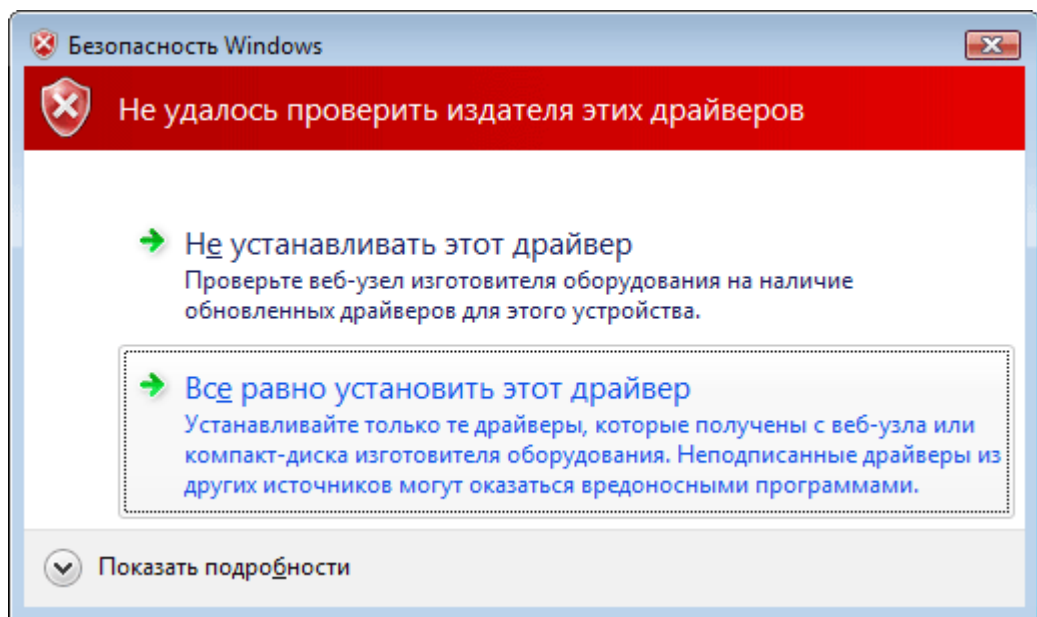 Безопасность Windows
Не удалось проверить издателя этих драйверов
Не устанавливать этот драйвер
Проверьте веб-узел изготовителя оборудования на наличие
обновленных драйверов для этого устройства.
Все равно установить этот драйвер
Устанавливайте только те драйверы, которые получены с веб-узла или
компакт-диска изготовителя оборудования. Неподписанные драйверы из
других источников могут оказаться вредоносными программами.
Показать подробности